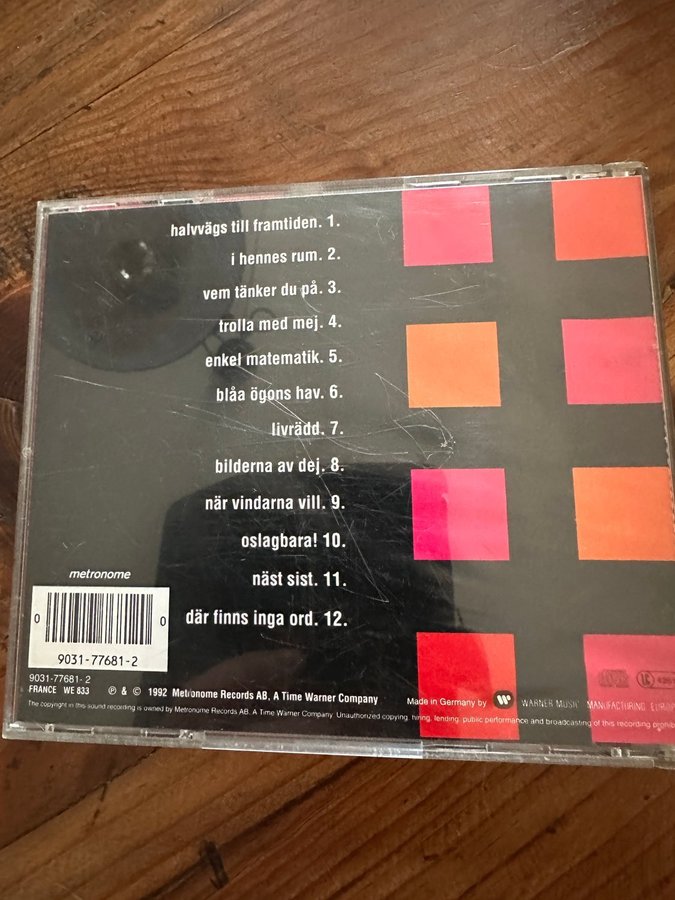 halvvägs till framtiden. 1.
i hennes rum. 2.
vem tänker du på. 3.
trolla med mej. 4.
enkel matematik. 5.
blåa ögons hav. 6.
livrädd. 7.
bilderna av dej. 8.
när vindarna vill. 9.
oslagbara! 10.
näst sist. 11.
där finns inga ord. 12.
metronome
0 0
9031-77681-2
9031-77681-2
FRANCE WE 833
℗ & © 1992 Metronome Records AB, A Time Warner Company
Made in Germany by WARNER MUSIC MANUFACTURING EUROP
The copyright in this sound recording is owned by Metronome Records AB, A Time Warner Company. Unauthorized copying, hiring, lending, public performance and broadcasting of this recording prohib
LC